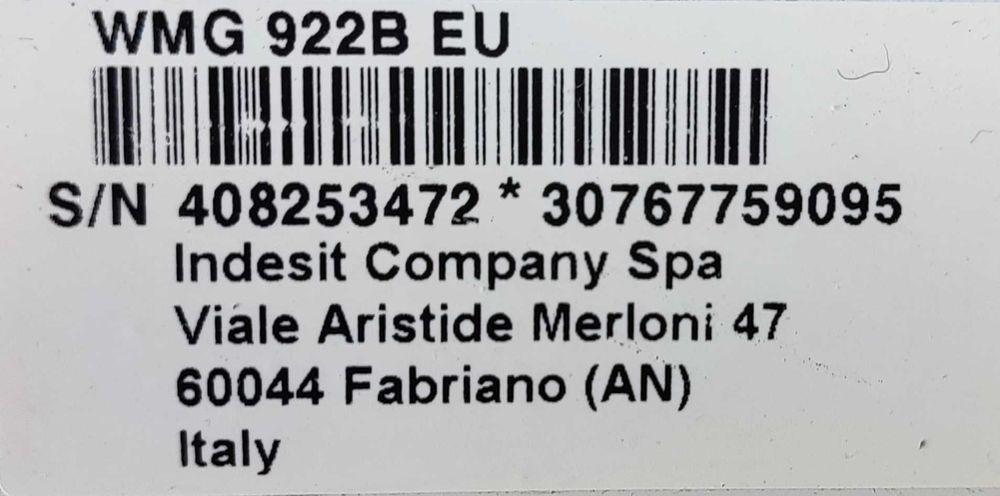 WMG 922B EU
S/N 408253472 * 30767759095
Indesit Company Spa
Viale Aristide Merloni 47
60044 Fabriano (AN)
Italy